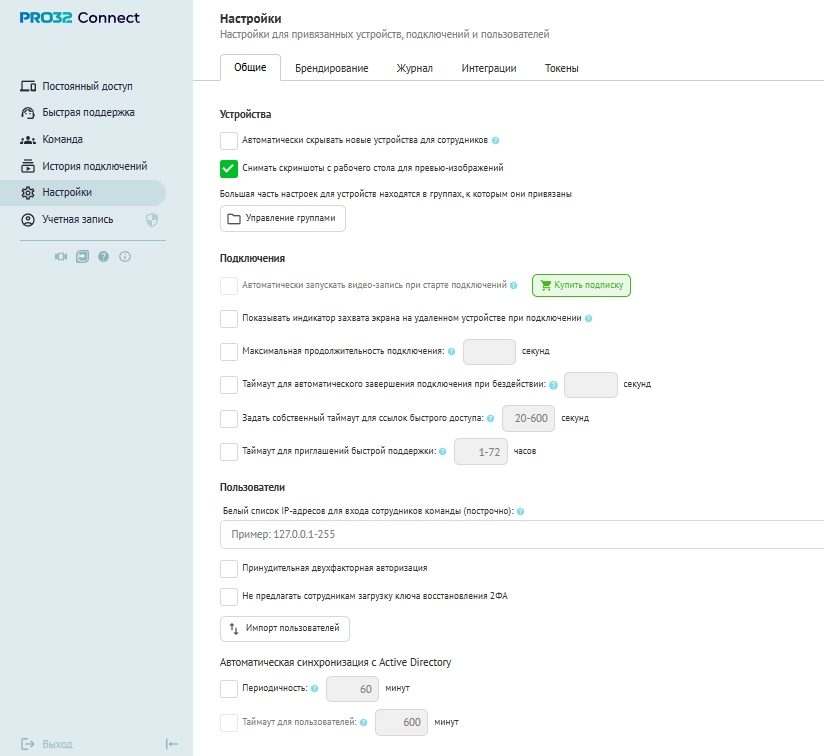 PRO32 Connect
Постоянный доступ
Быстрая поддержка
Команда
История подключений
Настройки
Учетная запись
Выход
Настройки
Настройки для привязанных устройств, подключений и пользователей
Общие Брендирование Журнал Интеграции Токены
Устройства
Автоматически скрывать новые устройства для сотрудников ?
Снимать скриншоты с рабочего стола для превью-изображений
Большая часть настроек для устройств находятся в группах, к которым они привязаны
Управление группами
Подключения
Автоматически запускать видео-запись при старте подключений ? Купить подписку
Показывать индикатор захвата экрана на удаленном устройстве при подключении ?
Максимальная продолжительность подключения: ? секунд
Таймаут для автоматического завершения подключения при бездействии: ? секунд
Задать собственный таймаут для ссылок быстрого доступа: ? 20-600 секунд
Таймаут для приглашений быстрой поддержки: ? 1-72 часов
Пользователи
Белый список IP-адресов для входа сотрудников команды (построчно): ?
Пример: 127.0.0.1-255
Принудительная двухфакторная авторизация
Не предлагать сотрудникам загрузку ключа восстановления 2ФА
Импорт пользователей
Автоматическая синхронизация с Active Directory
Периодичность: ? 60 минут
Таймаут для пользователей: ? 600 минут